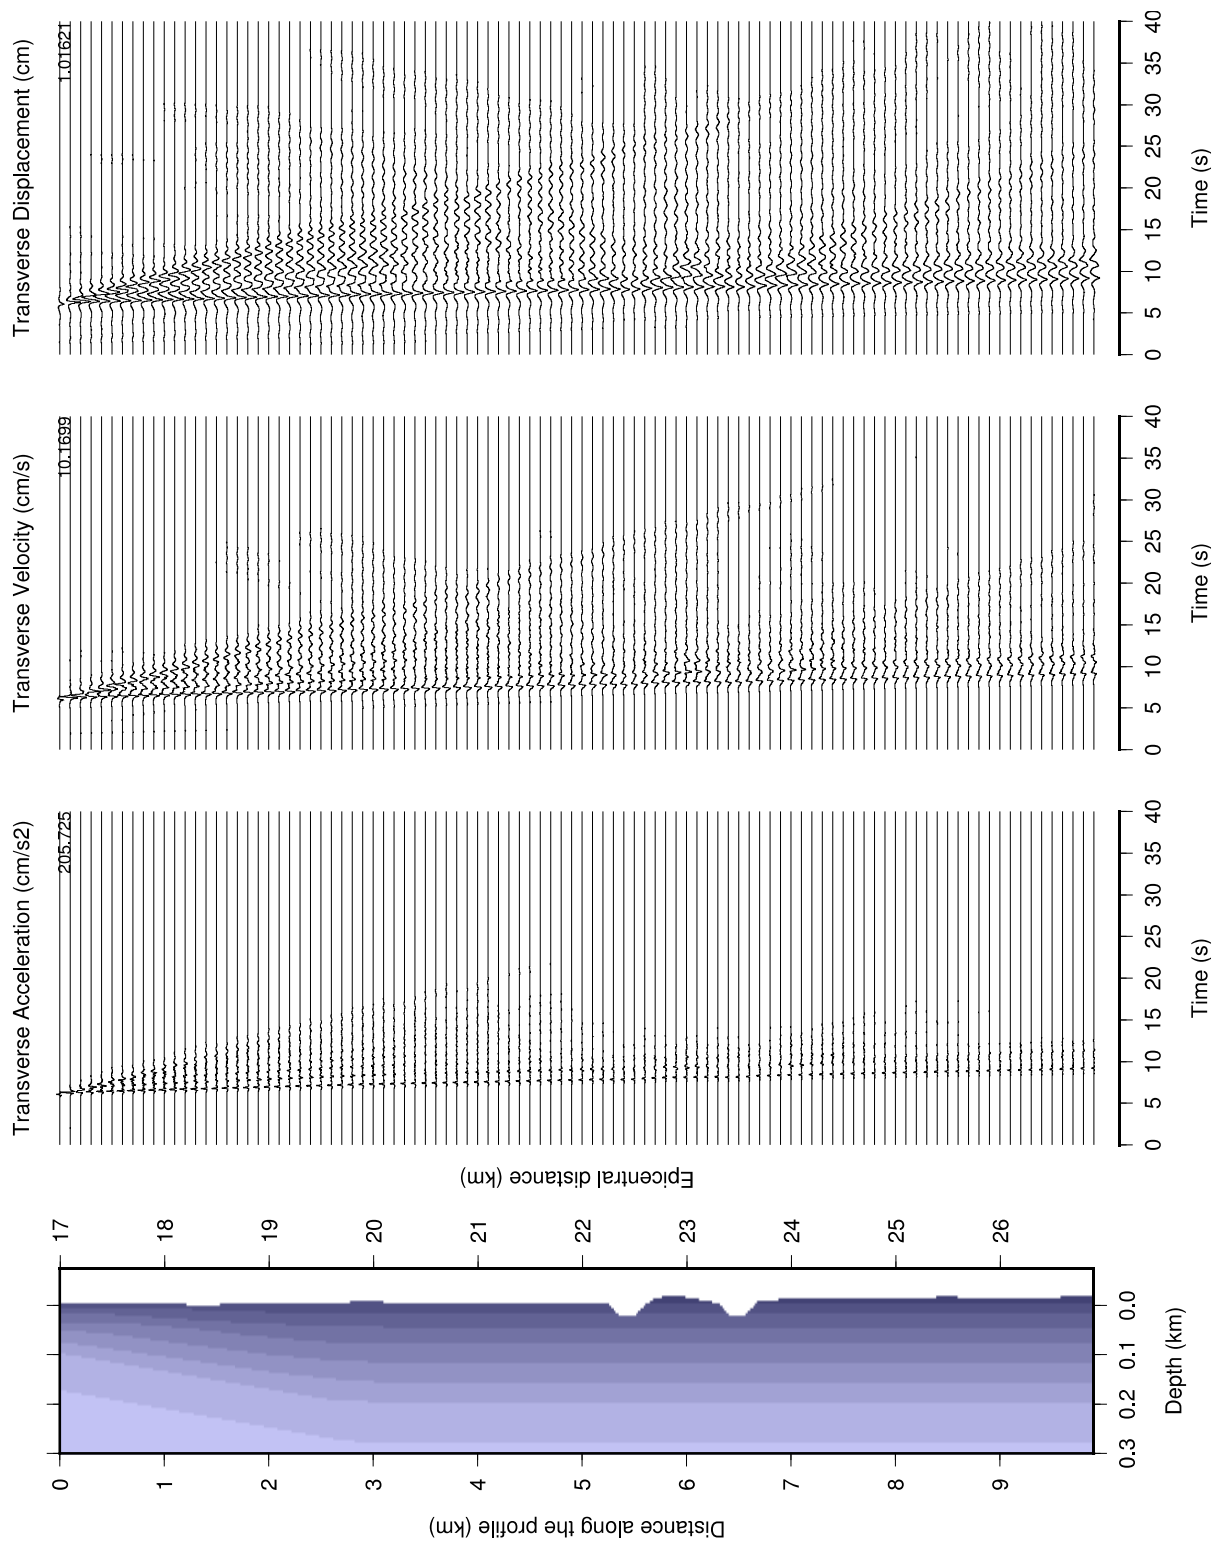 Transverse Displacement (cm)
1.01621
0 5 10 15 20 25 30 35 40
Time (s)
Transverse Velocity (cm/s)
10.1699
0 5 10 15 20 25 30 35 40
Time (s)
Transverse Acceleration (cm/s2)
205.725
0 5 10 15 20 25 30 35 40
Time (s)
Epicentral distance (km)
17 18 19 20 21 22 23 24 25 26
0.0
0.1
0.2
0.3
Depth (km)
0 1 2 3 4 5 6 7 8 9
Distance along the profile (km)